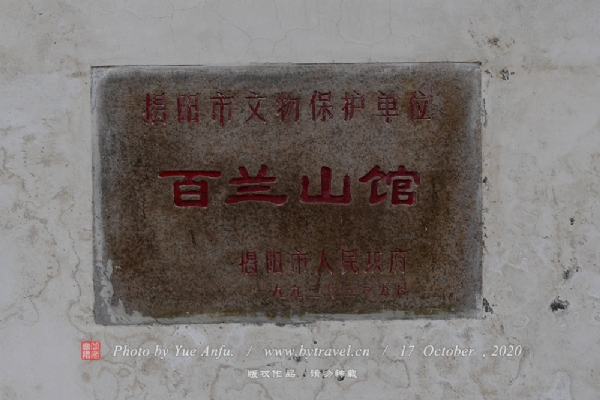 揭阳市文物保护单位
百兰山馆
揭阳市人民政府
Photo by Yue Anfu. / www.bytravel.cn / 17 October , 2020